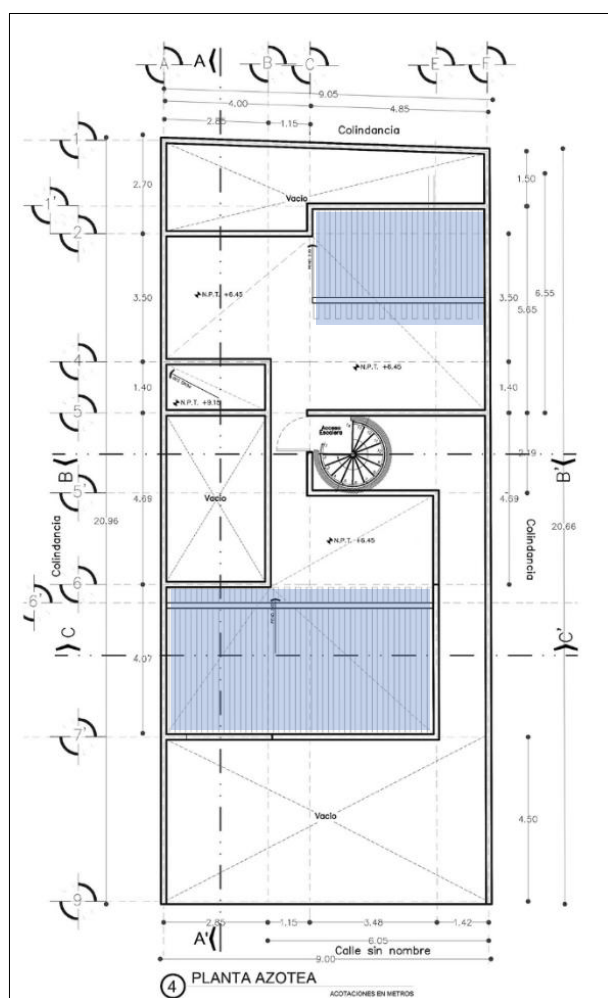 A B C E F
A
9.05
4.00 4.85
2.85 1.15
Colindancia
1
2.70
1.50
1'
Vacio
2
3.50
N.P.T. +6.45
3.50
6.55
5.65
4
N.P.T. +6.45
1.40
1.40
N.P.T. +9.15
5
Acceso
Escalera
B
B'
2.19
5'
Vacio
4.69
4.69
Colindancia
20.96
20.66
Colindancia
N.P.T. +6.45
6
6'
C
C'
4.07
7
Vacio
4.50
9
2.85 1.15 3.48 1.42
A'
6.05
Calle sin nombre
9.00
4 PLANTA AZOTEA
ACOTACIONES EN METROS